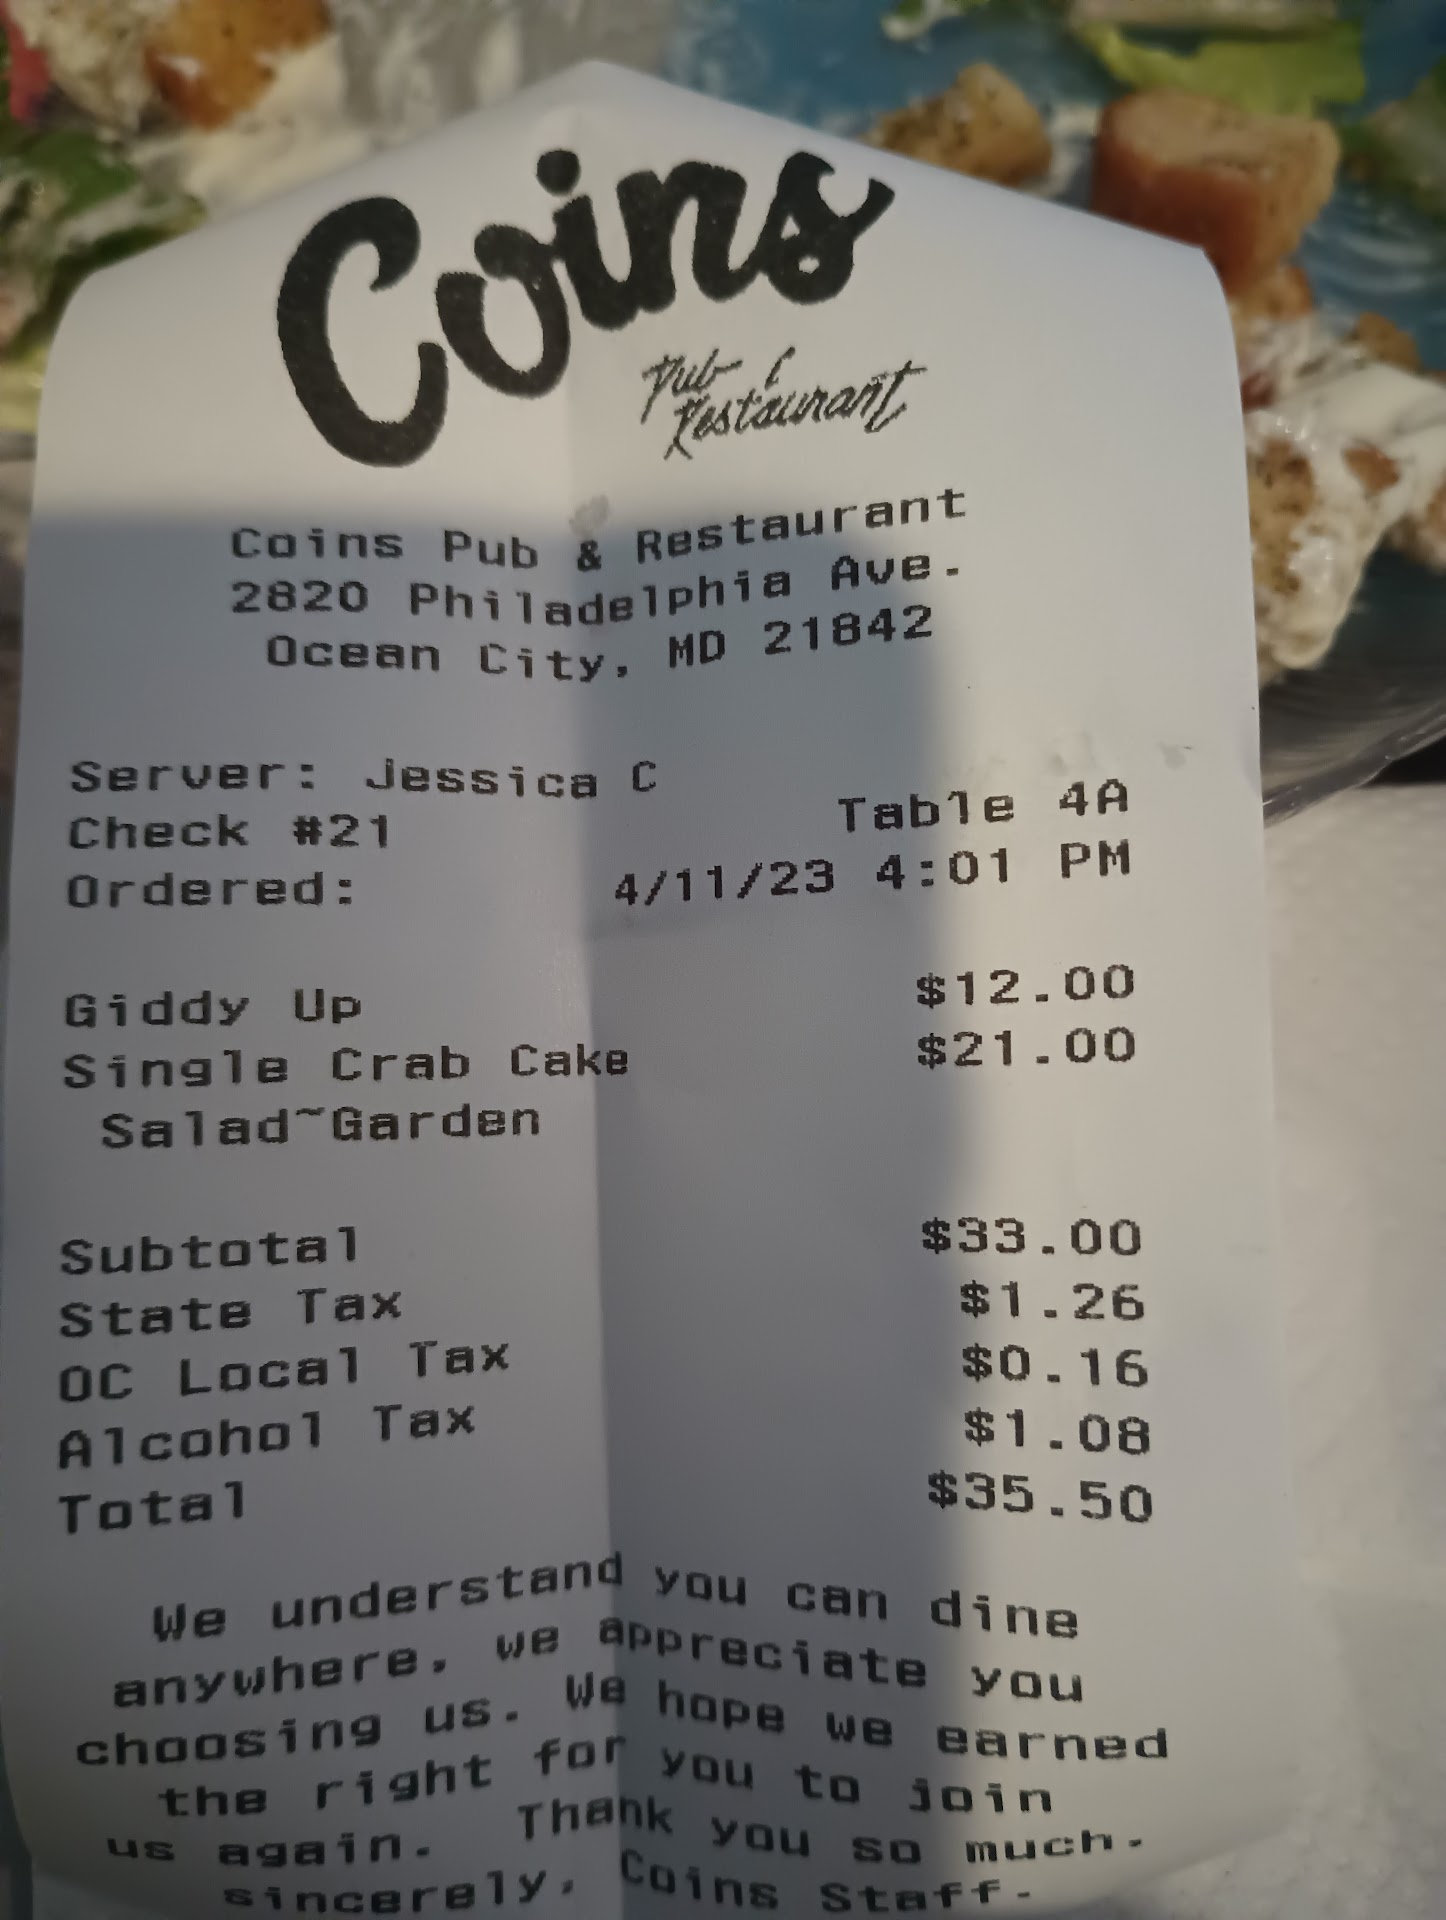 Coins
Pub & Restaurant
Coins Pub & Restaurant
2820 Philadelphia Ave.
Ocean City, MD 21842
Server: Jessica C
Check #21 Table 4A
Ordered: 4/11/23 4:01 PM
Giddy Up $12.00
Single Crab Cake $21.00
Salad~Garden
Subtotal $33.00
State Tax $1.26
OC Local Tax $0.16
Alcohol Tax $1.08
Total $35.50
We understand you can dine
anywhere, we appreciate you
choosing us. We hope we earned
the right for you to join
us again. Thank you so much.
sincerely, Coins Staff.